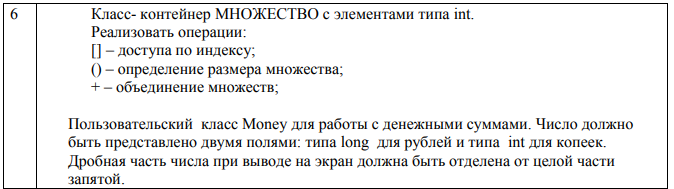 6 Класс- контейнер МНОЖЕСТВО с элементами типа int.
Реализовать операции:
[] – доступа по индексу;
() – определение размера множества;
+ – объединение множеств;
Пользовательский класс Money для работы с денежными суммами. Число должно
быть представлено двумя полями: типа long для рублей и типа int для копеек.
Дробная часть числа при выводе на экран должна быть отделена от целой части
запятой.